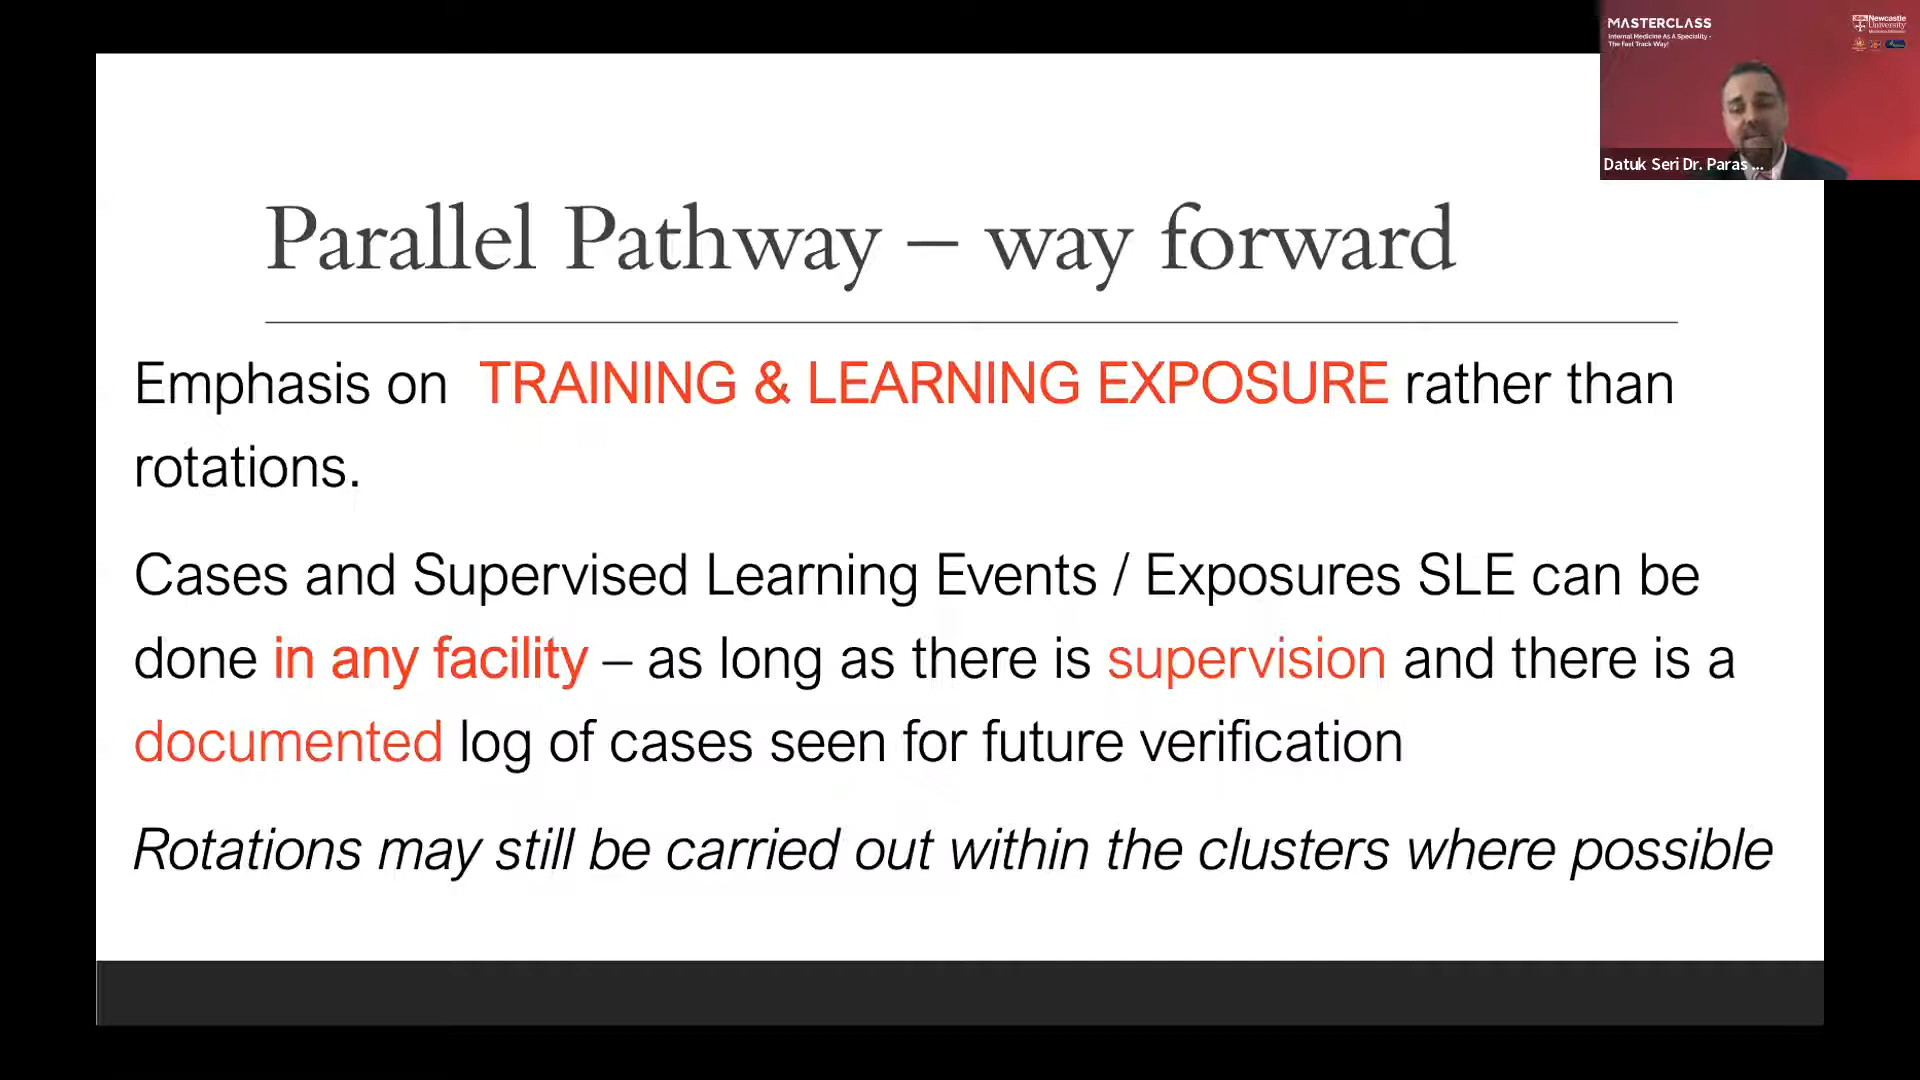 MASTERCLASS
Internal Medicine As A Speciality -
The Fast Track Way!
Newcastle
University
Datuk Seri Dr. Paras ...
Parallel Pathway – way forward
Emphasis on TRAINING & LEARNING EXPOSURE rather than
rotations.
Cases and Supervised Learning Events / Exposures SLE can be
done in any facility – as long as there is supervision and there is a
documented log of cases seen for future verification
Rotations may still be carried out within the clusters where possible